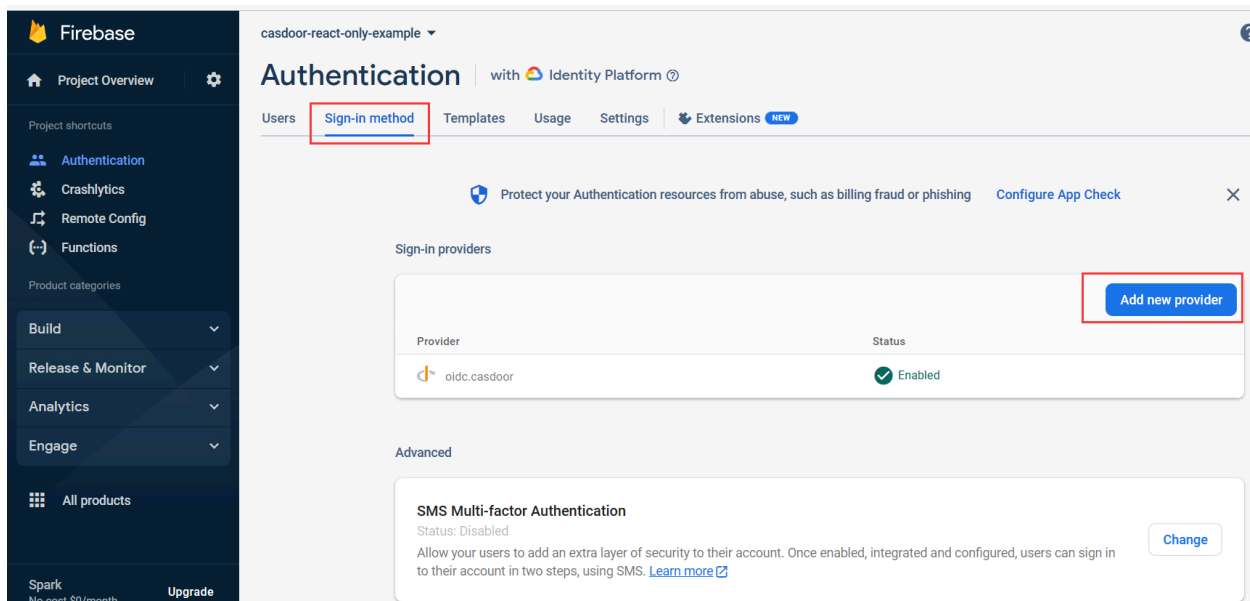 Firebase
Project Overview
Project shortcuts
Authentication
Crashlytics
Remote Config
Functions
Product categories
Build
Release & Monitor
Analytics
Engage
All products
Spark
No cost $0/month
Upgrade
casdoor-react-only-example
Authentication
with Identity Platform
Users Sign-in method Templates Usage Settings Extensions NEW
Protect your Authentication resources from abuse, such as billing fraud or phishing Configure App Check
Sign-in providers
Add new provider
Provider Status
oidc.casdoor Enabled
Advanced
SMS Multi-factor Authentication
Status: Disabled
Allow your users to add an extra layer of security to their account. Once enabled, integrated and configured, users can sign in
to their account in two steps, using SMS. Learn more
Change